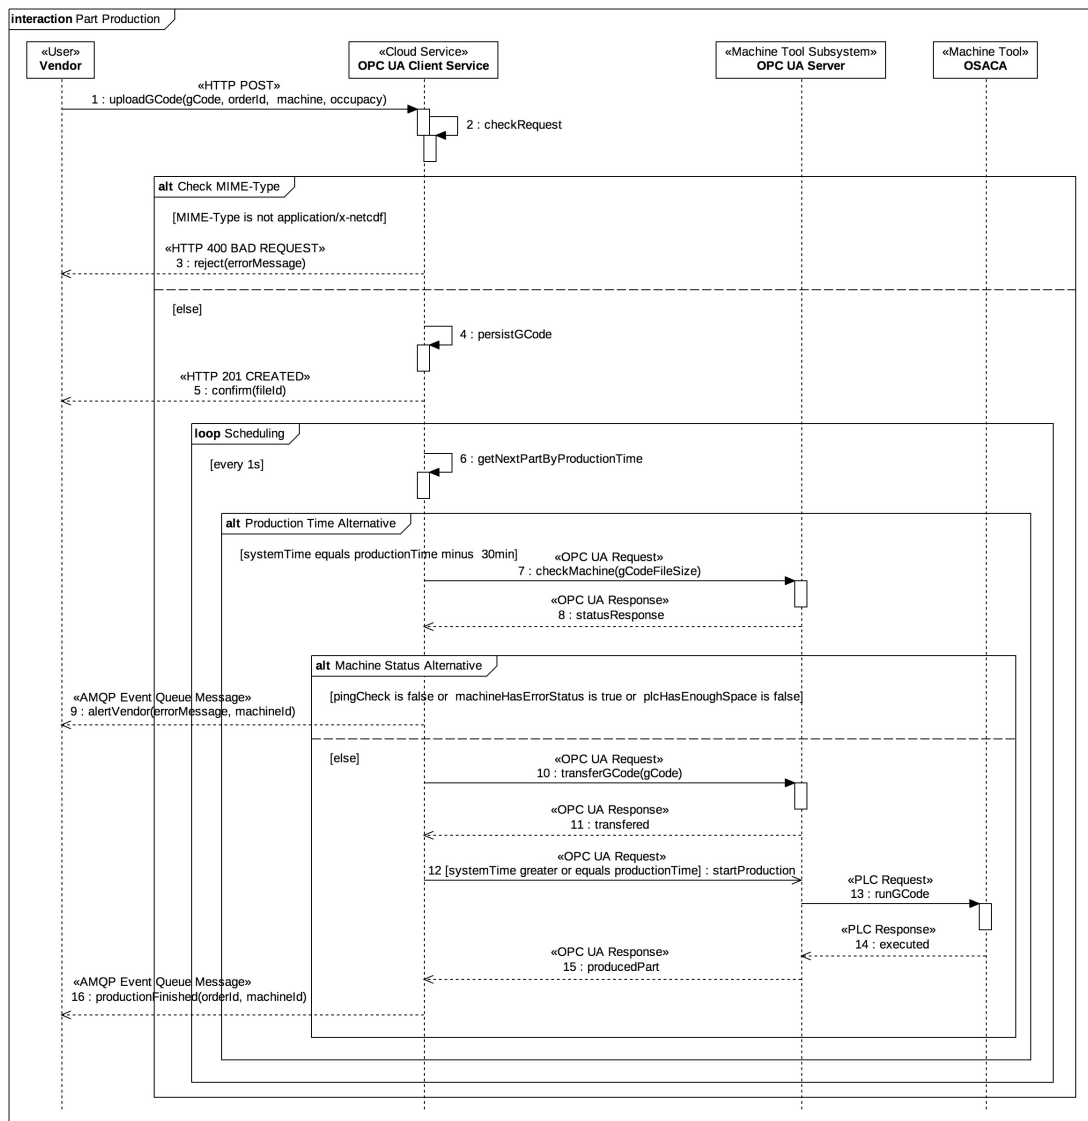 interaction Part Production
«User»
Vendor
«Cloud Service»
OPC UA Client Service
«Machine Tool Subsystem»
OPC UA Server
«Machine Tool»
OSACA
«HTTP POST»
1 : uploadGCode(gCode, orderId, machine, occupacy)
2 : checkRequest
alt Check MIME-Type
[MIME-Type is not application/x-netcdf]
«HTTP 400 BAD REQUEST»
3 : reject(errorMessage)
[else]
4 : persistGCode
«HTTP 201 CREATED»
5 : confirm(fileId)
loop Scheduling
[every 1s]
6 : getNextPartByProductionTime
alt Production Time Alternative
[systemTime equals productionTime minus 30min]
«OPC UA Request»
7 : checkMachine(gCodeFileSize)
«OPC UA Response»
8 : statusResponse
alt Machine Status Alternative
[pingCheck is false or machineHasErrorStatus is true or plcHasEnoughSpace is false]
«AMQP Event Queue Message»
9 : alertVendor(errorMessage, machineId)
[else]
«OPC UA Request»
10 : transferGCode(gCode)
«OPC UA Response»
11 : transfered
«OPC UA Request»
12 [systemTime greater or equals productionTime] : startProduction
«PLC Request»
13 : runGCode
«PLC Response»
14 : executed
«OPC UA Response»
15 : producedPart
«AMQP Event Queue Message»
16 : productionFinished(orderId, machineId)